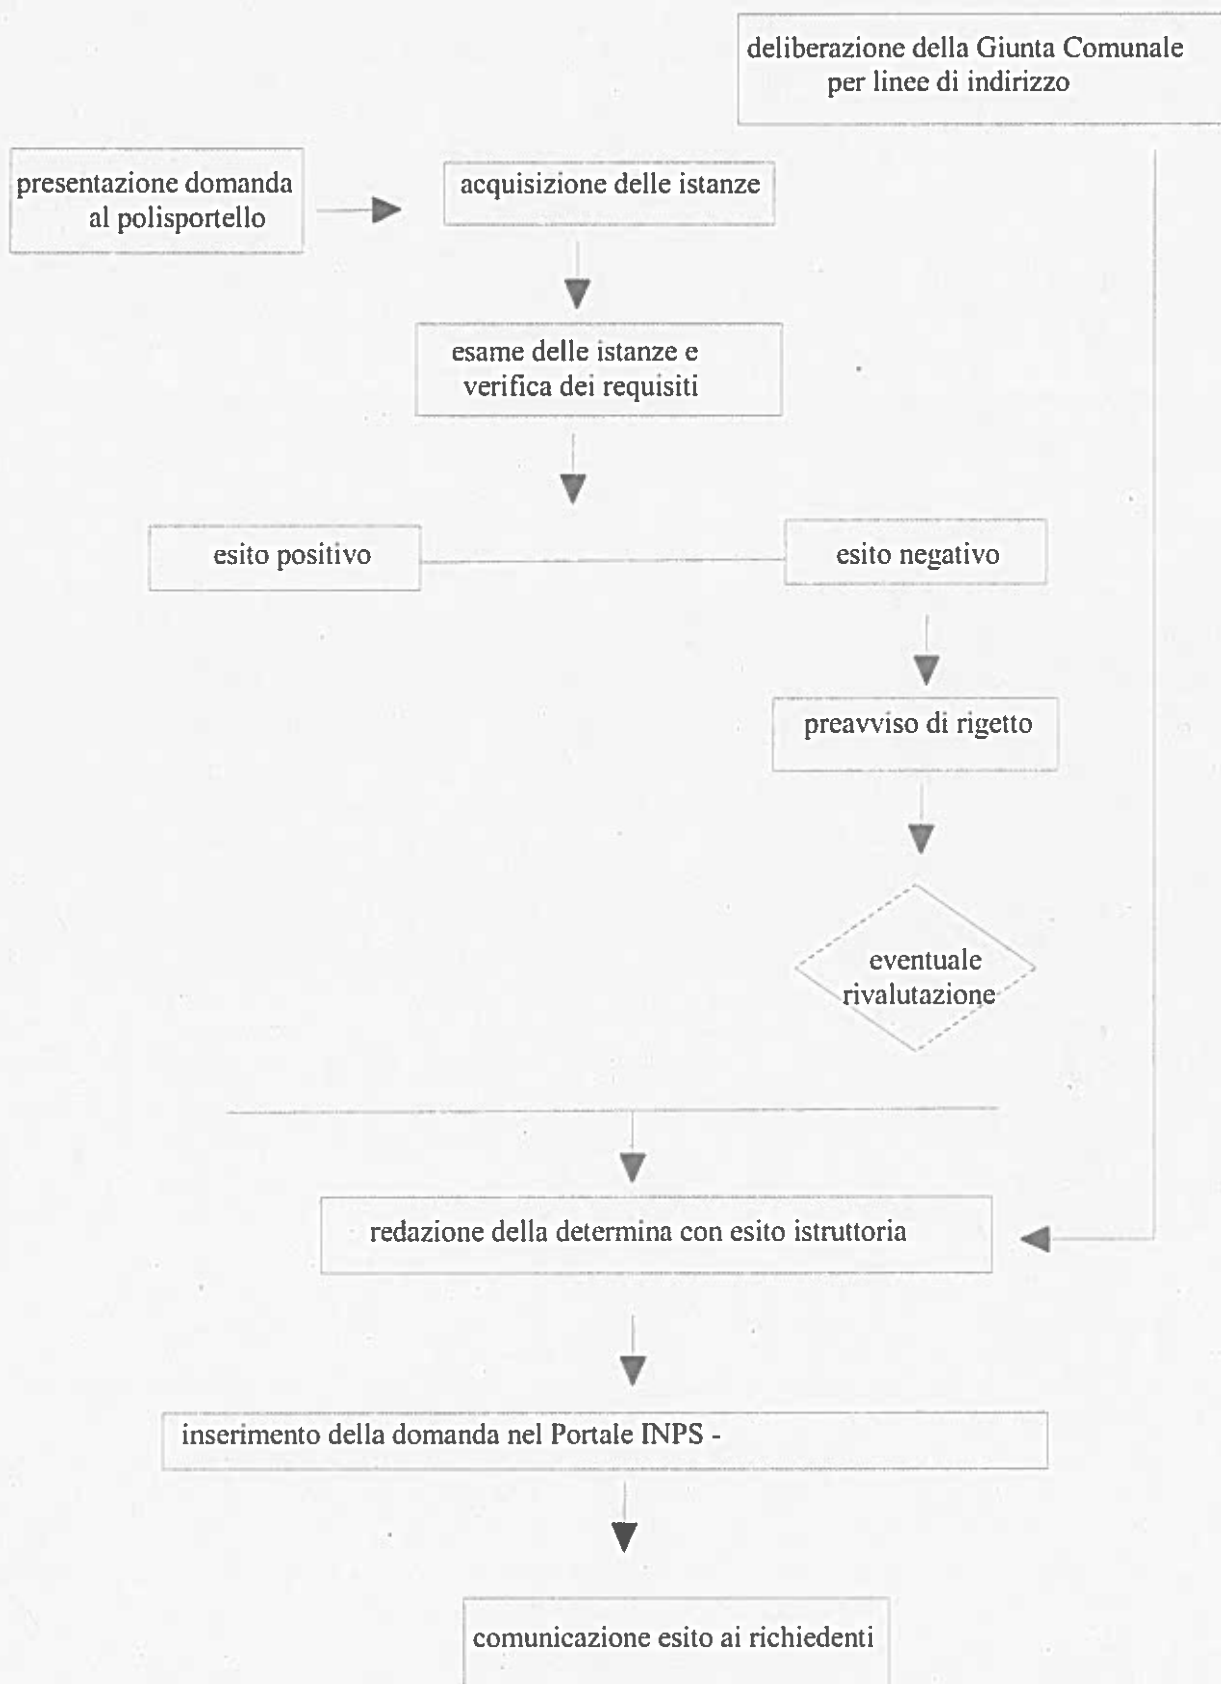 deliberazione della Giunta Comunale
per linee di indirizzo
presentazione domanda
al polisportello
acquisizione delle istanze
esame delle istanze e
verifica dei requisiti
esito positivo
esito negativo
preavviso di rigetto
eventuale
rivalutazione
redazione della determina con esito istruttoria
inserimento della domanda nel Portale INPS -
comunicazione esito ai richiedenti